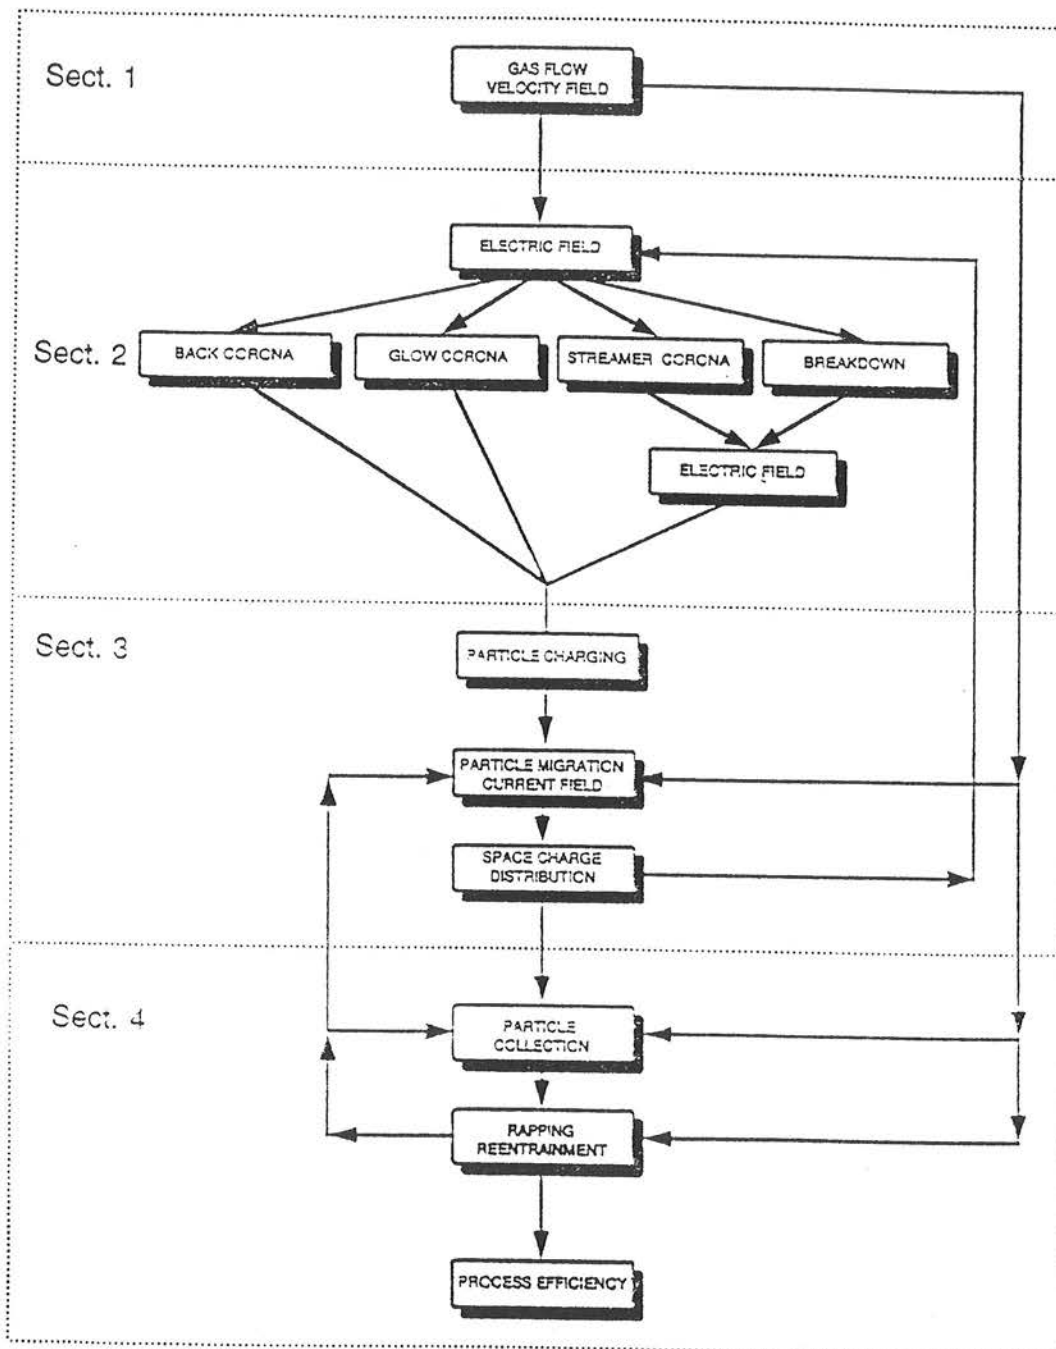 Sect. 1
GAS FLOW
VELOCITY FIELD
ELECTRIC FIELD
Sect. 2
BACK CORONA
GLOW CORONA
STREAMER CORONA
BREAKDOWN
ELECTRIC FIELD
Sect. 3
PARTICLE CHARGING
PARTICLE MIGRATION
CURRENT FIELD
SPACE CHARGE
DISTRIBUTION
Sect. 4
PARTICLE
COLLECTION
RAPPING
REENTRAINMENT
PROCESS EFFICIENCY